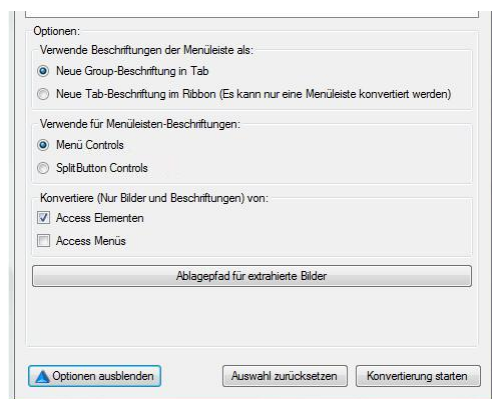 Optionen:
Verwende Beschriftungen der Menüleiste als:
Neue Group-Beschriftung in Tab
Neue Tab-Beschriftung im Ribbon (Es kann nur eine Menüleiste konvertiert werden)
Verwende für Menüleisten-Beschriftungen:
Menü Controls
SplitButton Controls
Konvertiere (Nur Bilder und Beschriftungen) von:
Access Elementen
Access Menüs
Ablagepfad für extrahierte Bilder
Optionen ausblenden Auswahl zurücksetzen Konvertierung starten